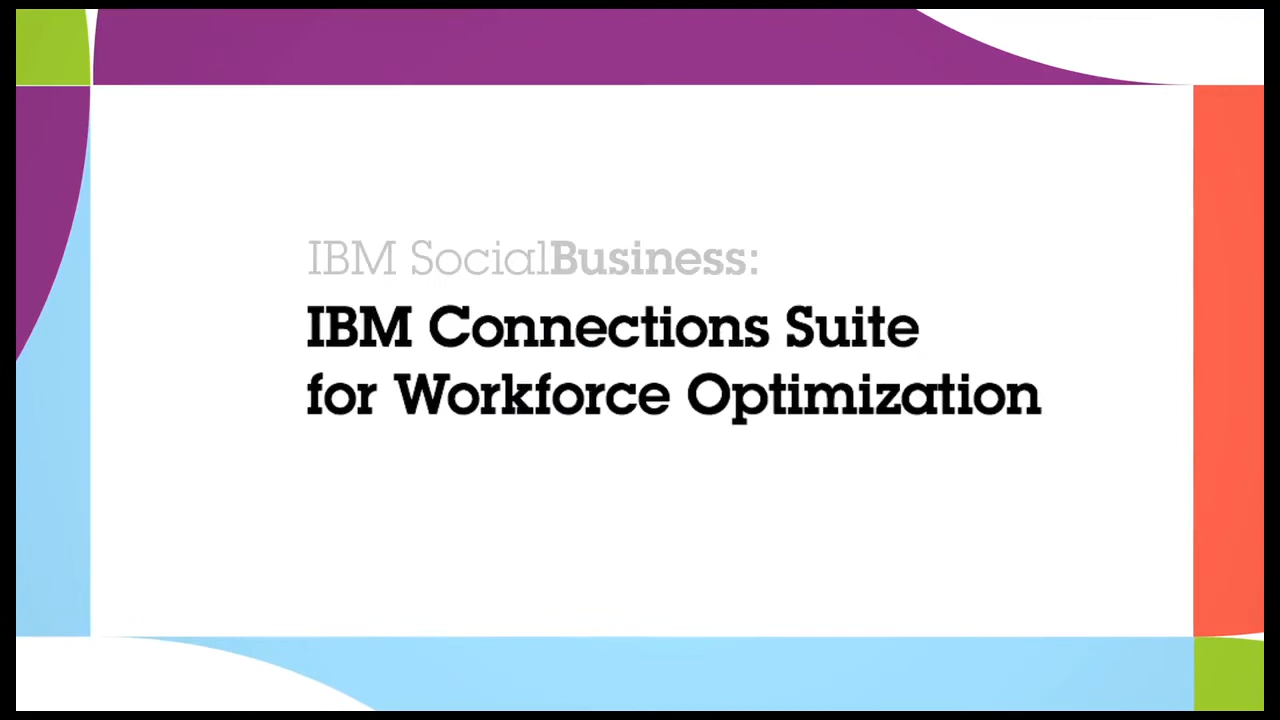 IBM SocialBusiness:
IBM Connections Suite
for Workforce Optimization